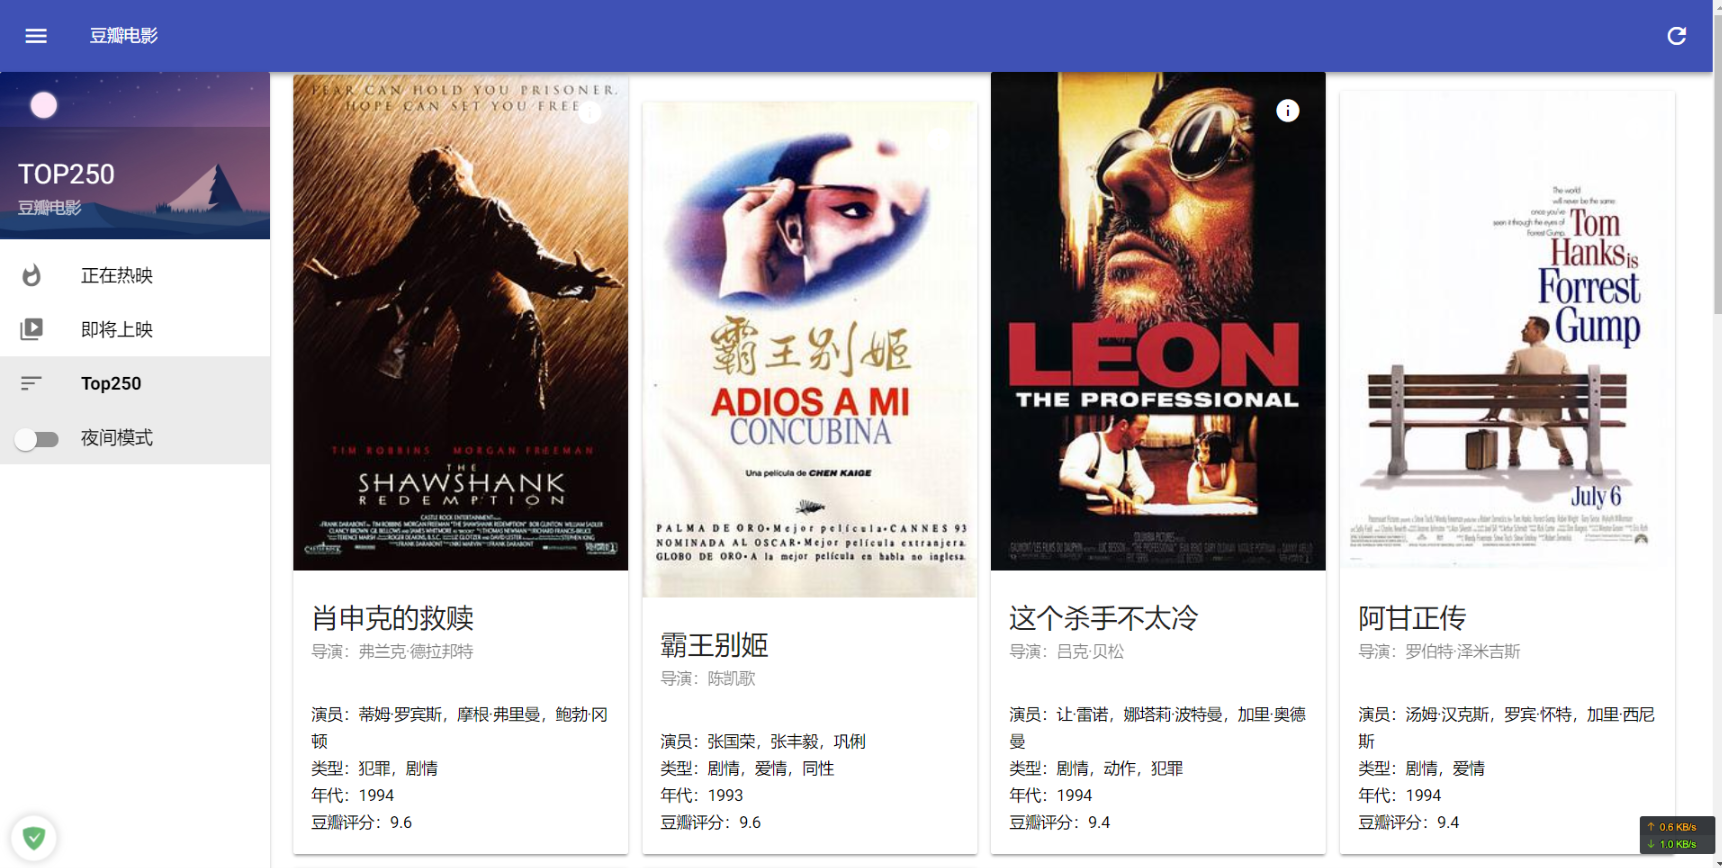 豆瓣电影
TOP250
豆瓣电影
正在热映
即将上映
Top250
夜间模式
FEAR CAN HOLD YOU PRISONER.
HOPE CAN SET YOU FREE
TIM ROBBINS MORGAN FREEMAN
THE
SHAWSHANK
REDEMPTION
肖申克的救赎
导演：弗兰克·德拉邦特
演员：蒂姆·罗宾斯，摩根·弗里曼，鲍勃·冈
顿
类型：犯罪，剧情
年代：1994
豆瓣评分：9.6
霸王别姬
ADIOS A MI
CONCUBINA
Una película de CHEN KAIGE
PALMA DE ORO•Mejor película•CANNES 93
NOMINADA AL OSCAR•Mejor película extranjera.
GLOBO DE ORO•A la mejor película en habla no inglesa.
霸王别姬
导演：陈凯歌
演员：张国荣，张丰毅，巩俐
类型：剧情，爱情，同性
年代：1993
豆瓣评分：9.6
LEON
THE PROFESSIONAL
这个杀手不太冷
导演：吕克·贝松
演员：让·雷诺，娜塔莉·波特曼，加里·奥德
曼
类型：剧情，动作，犯罪
年代：1994
豆瓣评分：9.4
The world
will never be the same
once you've
seen it through the eyes of
Forrest Gump.
Tom
Hanks is
Forrest
Gump
July 6
阿甘正传
导演：罗伯特·泽米吉斯
演员：汤姆·汉克斯，罗宾·怀特，加里·西尼
斯
类型：剧情，爱情
年代：1994
豆瓣评分：9.4
↑ 0.6 KB/s
↓ 1.0 KB/s